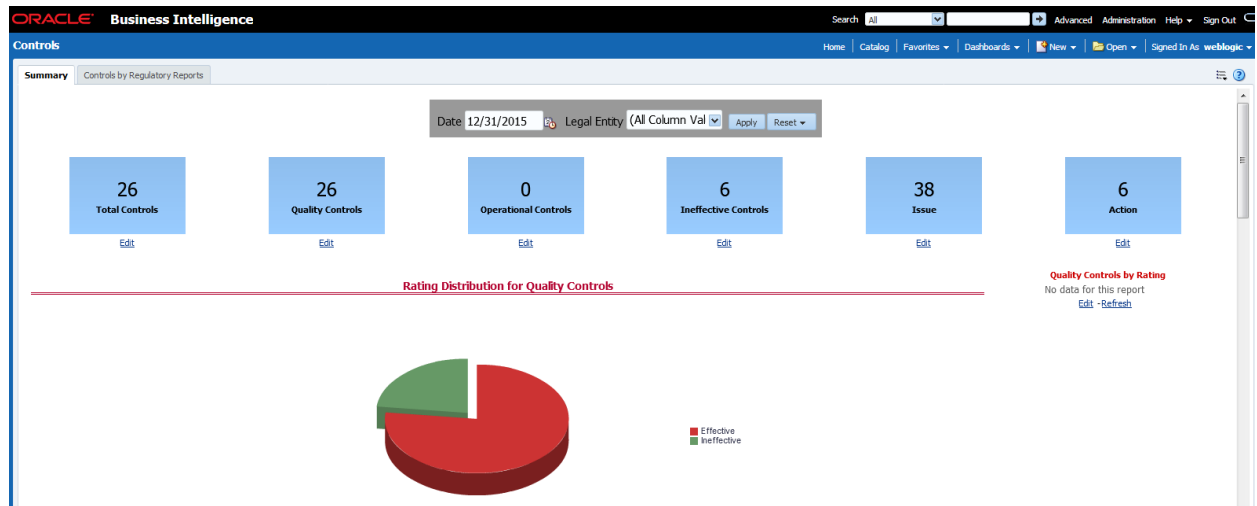 ORACLE Business Intelligence
Search All Advanced Administration Help Sign Out
Controls
Home Catalog Favorites Dashboards New Open Signed In As weblogic
Summary Controls by Regulatory Reports
Date 12/31/2015 Legal Entity (All Column Val Apply Reset
26 26 0 6 38 6
Total Controls Quality Controls Operational Controls Ineffective Controls Issue Action
Edit Edit Edit Edit Edit Edit
Quality Controls by Rating
Rating Distribution for Quality Controls
No data for this report
Edit - Refresh
Effective
Ineffective